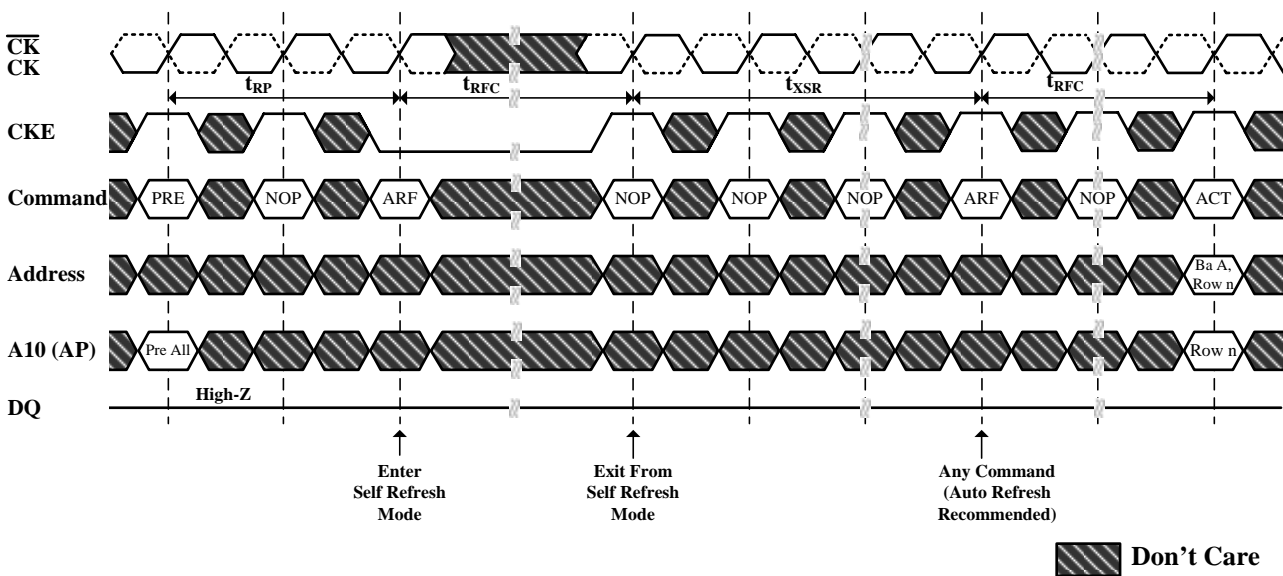 CK
CK
tRP
tRFC
tXSR
tRFC
CKE
Command
PRE
NOP
ARF
NOP
NOP
NOP
ARF
NOP
ACT
Address
Ba A,
Row n
A10 (AP)
Pre All
Row n
High-Z
DQ
Enter
Self Refresh
Mode
Exit From
Self Refresh
Mode
Any Command
(Auto Refresh
Recommended)
Don't Care